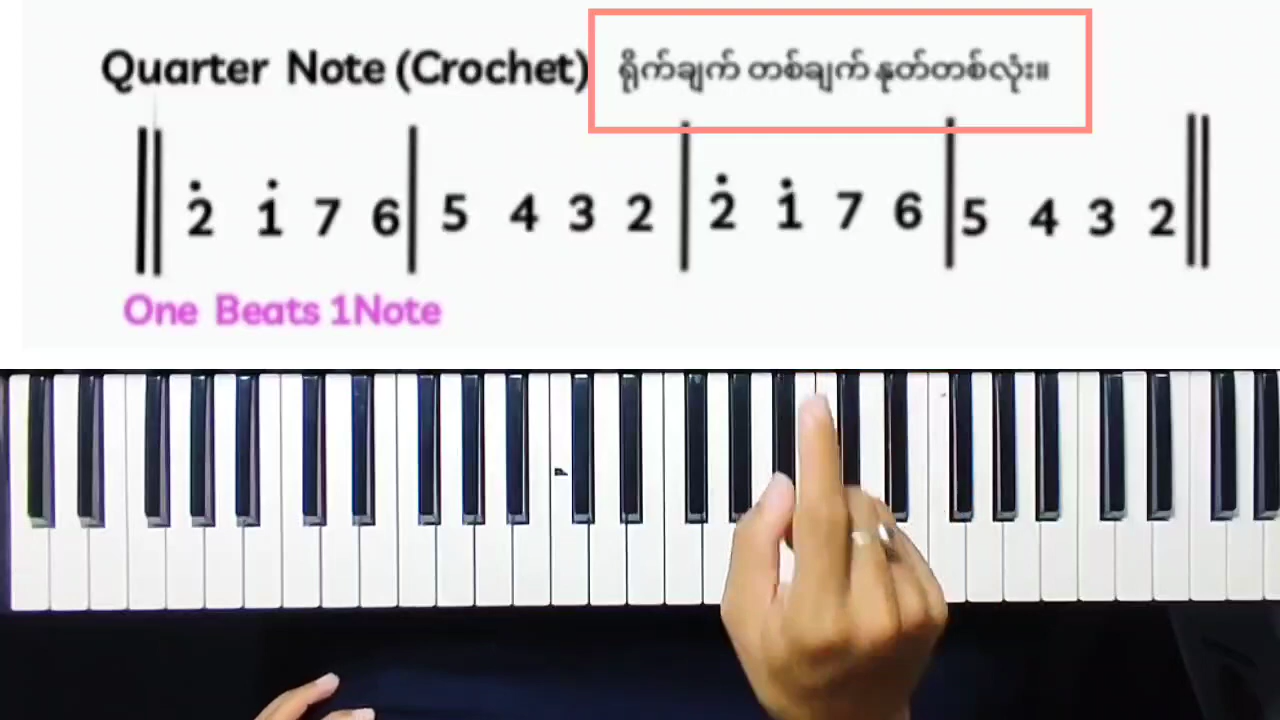 Quarter Note (Crochet) ရိုက်ချက် တစ်ချက် နုတ်တစ်လုံး။
‖ 2̇ 1̇ 7 6 | 5 4 3 2 | 2̇ 1̇ 7 6 | 5 4 3 2 ‖
One Beats 1Note